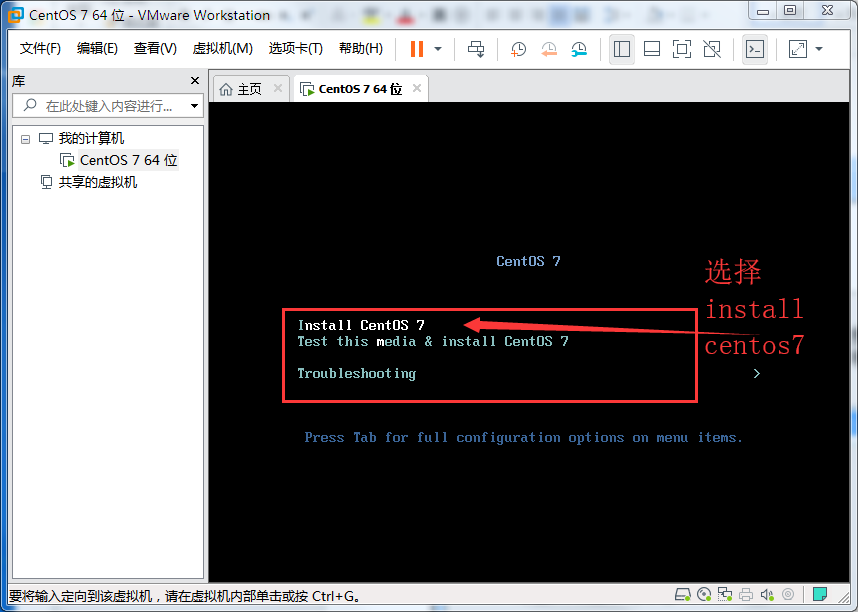 CentOS 7 64 位 - VMware Workstation
文件(F) 编辑(E) 查看(V) 虚拟机(M) 选项卡(T) 帮助(H)
库
在此处键入内容进行...
我的计算机
CentOS 7 64 位
共享的虚拟机
主页
CentOS 7 64 位
CentOS 7
Install CentOS 7
Test this media & install CentOS 7
Troubleshooting >
Press Tab for full configuration options on menu items.
选择
install
centos7
要将输入定向到该虚拟机，请在虚拟机内部单击或按 Ctrl+G。